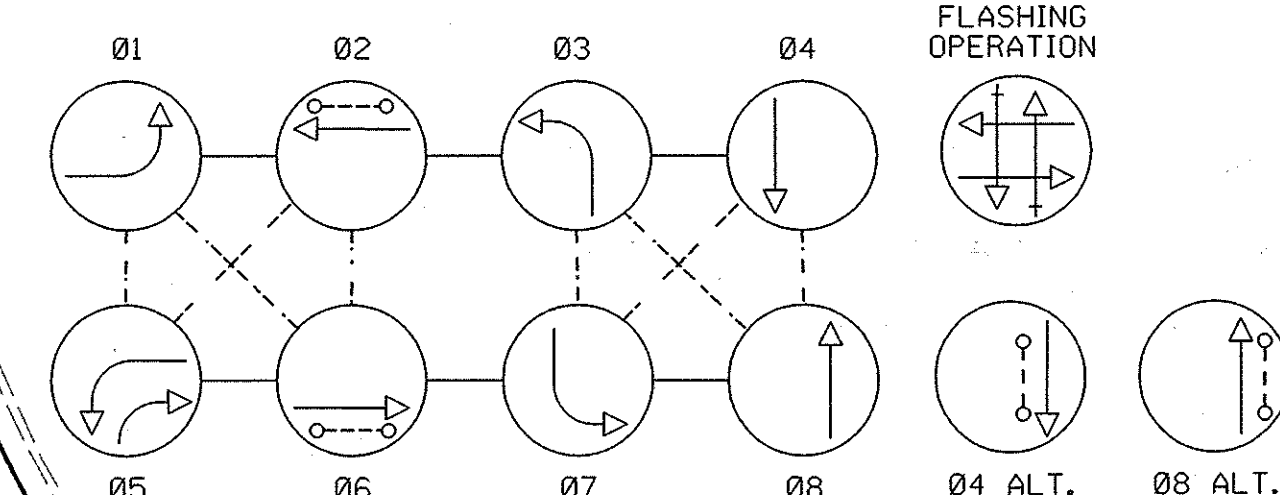 FLASHING
OPERATION
Ø1
Ø2
Ø3
Ø4
Ø5
Ø6
Ø7
Ø8
Ø4 ALT.
Ø8 ALT.